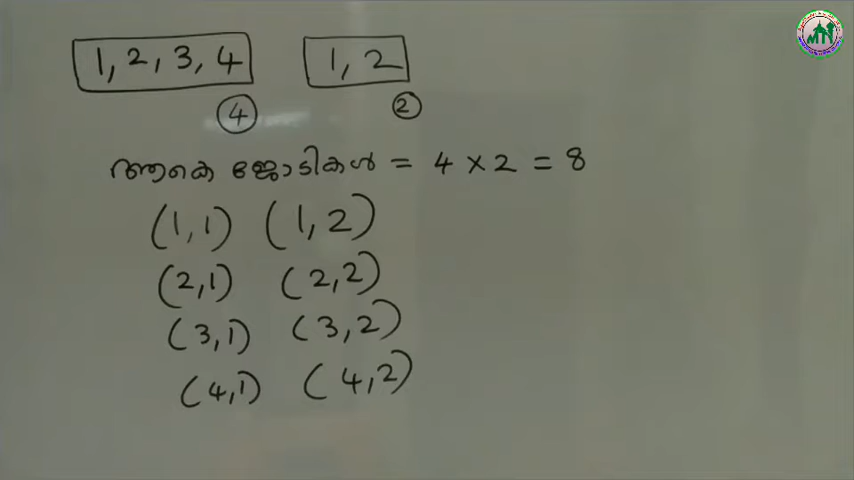 1, 2, 3, 4 1, 2
4 2
ആകെ ജോടികൾ = 4 × 2 = 8
(1, 1) (1, 2)
(2, 1) (2, 2)
(3, 1) (3, 2)
(4, 1) (4, 2)
MN